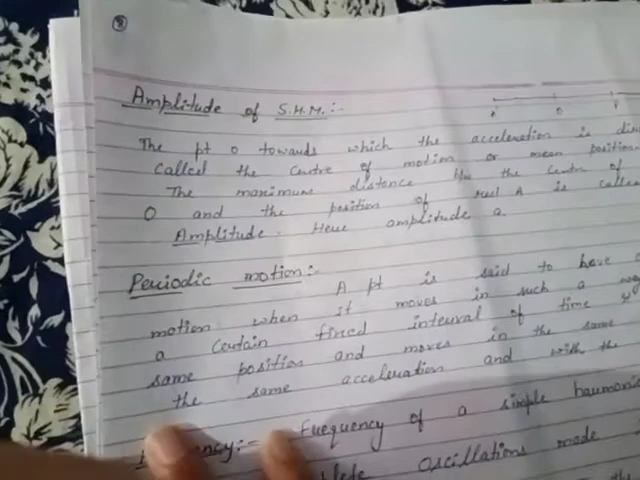 Amplitude of S.H.M. :-
The pt O towards which the acceleration is
called the centre of motion or mean position.
The maximum distance b/w the centre of
O and the position of rest A is called
Amplitude. Here amplitude a.
Periodic motion :-
A pt is said to have a
motion when it moves in such a way
a certain fixed interval of time
same position and moves in the same
the same acceleration and with the
Frequency of a simple harmonic
oscillations made